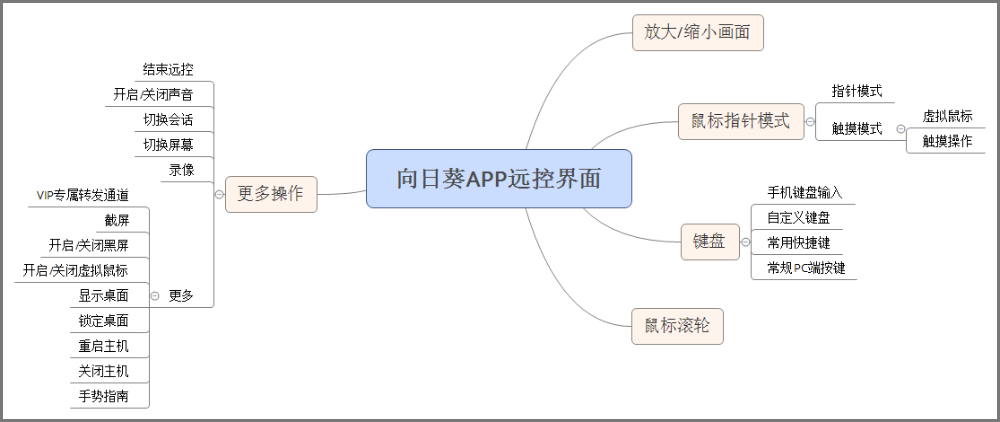 向日葵APP远控界面
放大/缩小画面
鼠标指针模式
指针模式
触摸模式
虚拟鼠标
触摸操作
键盘
手机键盘输入
自定义键盘
常用快捷键
常规PC端按键
鼠标滚轮
更多操作
结束远控
开启/关闭声音
切换会话
切换屏幕
录像
更多
VIP专属转发通道
截屏
开启/关闭黑屏
开启/关闭虚拟鼠标
显示桌面
锁定桌面
重启主机
关闭主机
手势指南